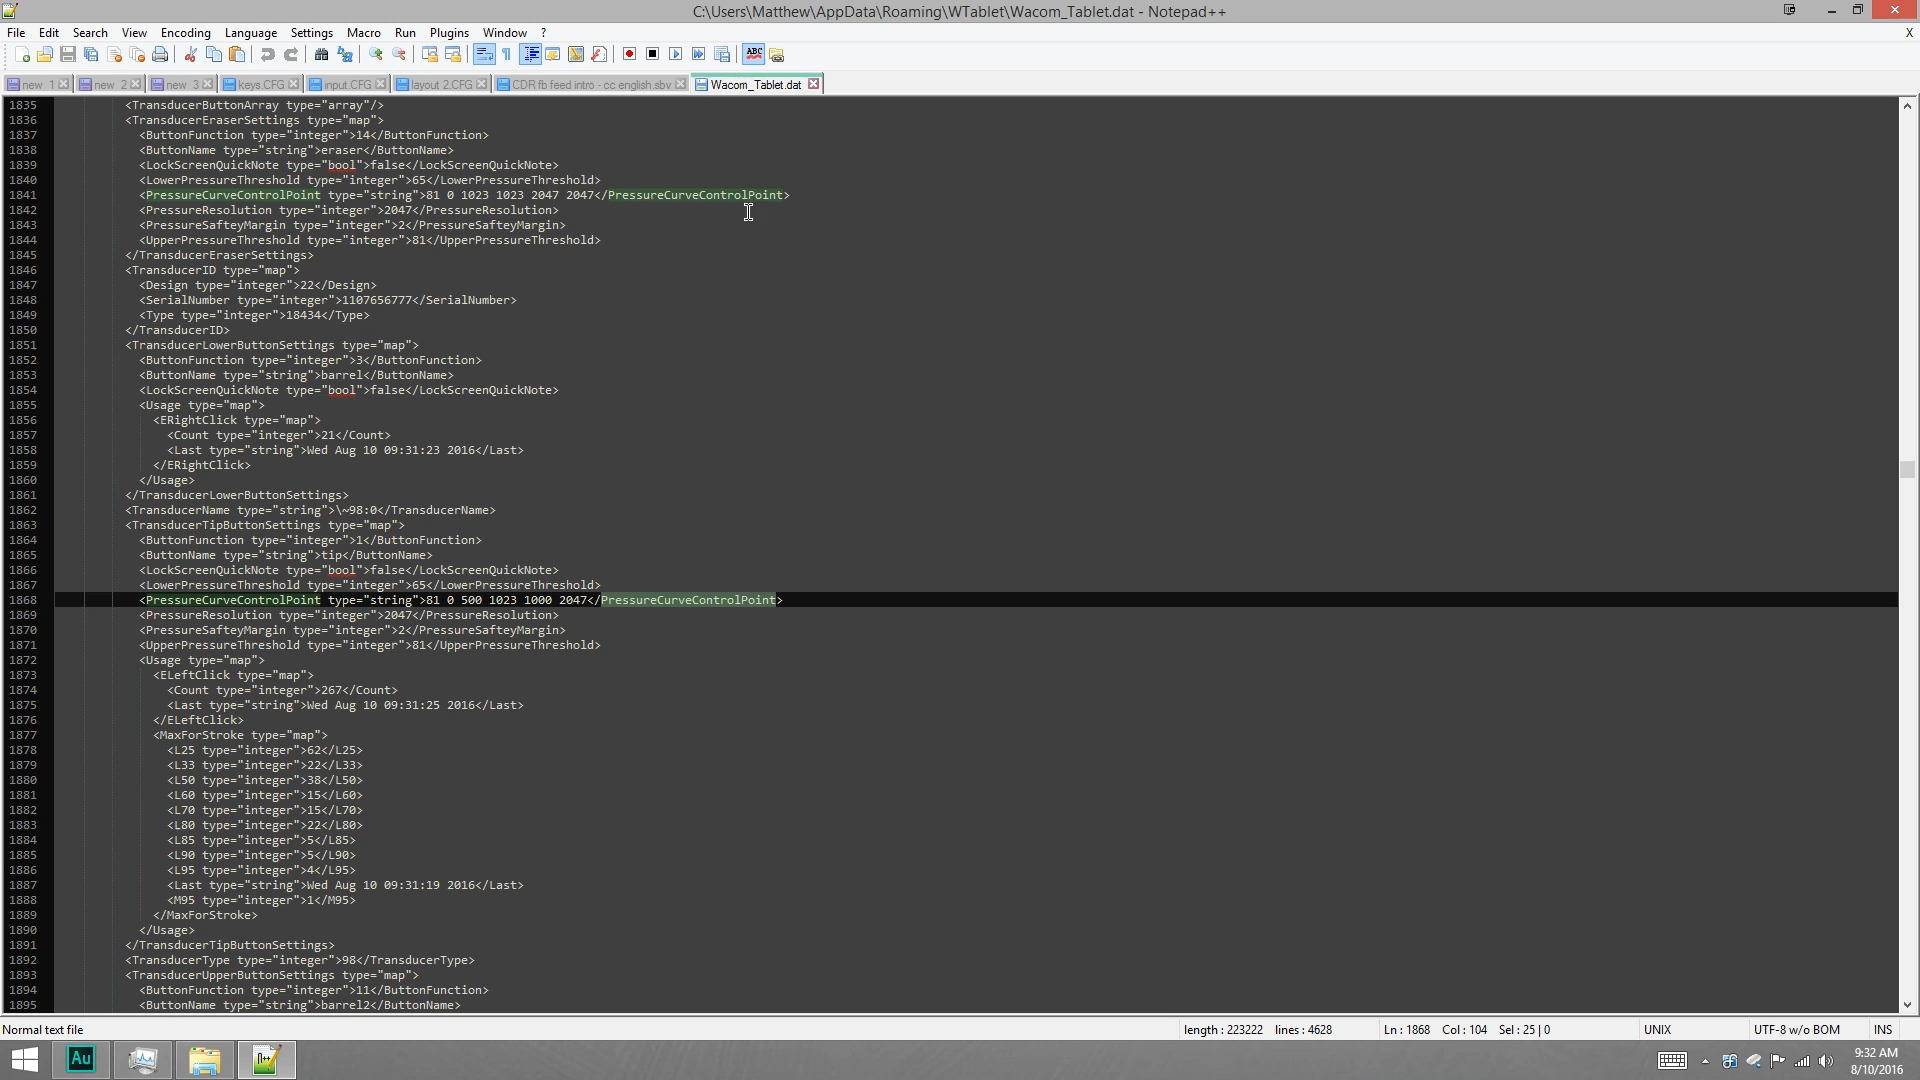 C:\Users\Matthew\AppData\Roaming\WTablet\Wacom_Tablet.dat - Notepad++
File Edit Search View Encoding Language Settings Macro Run Plugins Window ? X
new 1 new 2 new 3 keys.CFG input.CFG layout 2.CFG CDR fb feed intro - cc english.sbv Wacom_Tablet.dat
1835 <TransducerButtonArray type="array"/>
1836 <TransducerEraserSettings type="map">
1837 <ButtonFunction type="integer">14</ButtonFunction>
1838 <ButtonName type="string">eraser</ButtonName>
1839 <LockScreenQuickNote type="bool">false</LockScreenQuickNote>
1840 <LowerPressureThreshold type="integer">65</LowerPressureThreshold>
1841 <PressureCurveControlPoint type="string">81 0 1023 1023 2047 2047</PressureCurveControlPoint>
1842 <PressureResolution type="integer">2047</PressureResolution>
1843 <PressureSafteyMargin type="integer">2</PressureSafteyMargin>
1844 <UpperPressureThreshold type="integer">81</UpperPressureThreshold>
1845 </TransducerEraserSettings>
1846 <TransducerID type="map">
1847 <Design type="integer">22</Design>
1848 <SerialNumber type="integer">1107656777</SerialNumber>
1849 <Type type="integer">18434</Type>
1850 </TransducerID>
1851 <TransducerLowerButtonSettings type="map">
1852 <ButtonFunction type="integer">3</ButtonFunction>
1853 <ButtonName type="string">barrel</ButtonName>
1854 <LockScreenQuickNote type="bool">false</LockScreenQuickNote>
1855 <Usage type="map">
1856 <ERightClick type="map">
1857 <Count type="integer">21</Count>
1858 <Last type="string">Wed Aug 10 09:31:23 2016</Last>
1859 </ERightClick>
1860 </Usage>
1861 </TransducerLowerButtonSettings>
1862 <TransducerName type="string">\~98:0</TransducerName>
1863 <TransducerTipButtonSettings type="map">
1864 <ButtonFunction type="integer">1</ButtonFunction>
1865 <ButtonName type="string">tip</ButtonName>
1866 <LockScreenQuickNote type="bool">false</LockScreenQuickNote>
1867 <LowerPressureThreshold type="integer">65</LowerPressureThreshold>
1868 <PressureCurveControlPoint type="string">81 0 500 1023 1000 2047</PressureCurveControlPoint>
1869 <PressureResolution type="integer">2047</PressureResolution>
1870 <PressureSafteyMargin type="integer">2</PressureSafteyMargin>
1871 <UpperPressureThreshold type="integer">81</UpperPressureThreshold>
1872 <Usage type="map">
1873 <ELeftClick type="map">
1874 <Count type="integer">267</Count>
1875 <Last type="string">Wed Aug 10 09:31:25 2016</Last>
1876 </ELeftClick>
1877 <MaxForStroke type="map">
1878 <L25 type="integer">62</L25>
1879 <L33 type="integer">22</L33>
1880 <L50 type="integer">38</L50>
1881 <L60 type="integer">15</L60>
1882 <L70 type="integer">15</L70>
1883 <L80 type="integer">22</L80>
1884 <L85 type="integer">5</L85>
1885 <L90 type="integer">5</L90>
1886 <L95 type="integer">4</L95>
1887 <Last type="string">Wed Aug 10 09:31:19 2016</Last>
1888 <M95 type="integer">1</M95>
1889 </MaxForStroke>
1890 </Usage>
1891 </TransducerTipButtonSettings>
1892 <TransducerType type="integer">98</TransducerType>
1893 <TransducerUpperButtonSettings type="map">
1894 <ButtonFunction type="integer">11</ButtonFunction>
1895 <ButtonName type="string">barrel2</ButtonName>
Normal text file length : 223222 lines : 4628 Ln : 1868 Col : 104 Sel : 25 | 0 UNIX UTF-8 w/o BOM INS
Au 9:32 AM
8/10/2016